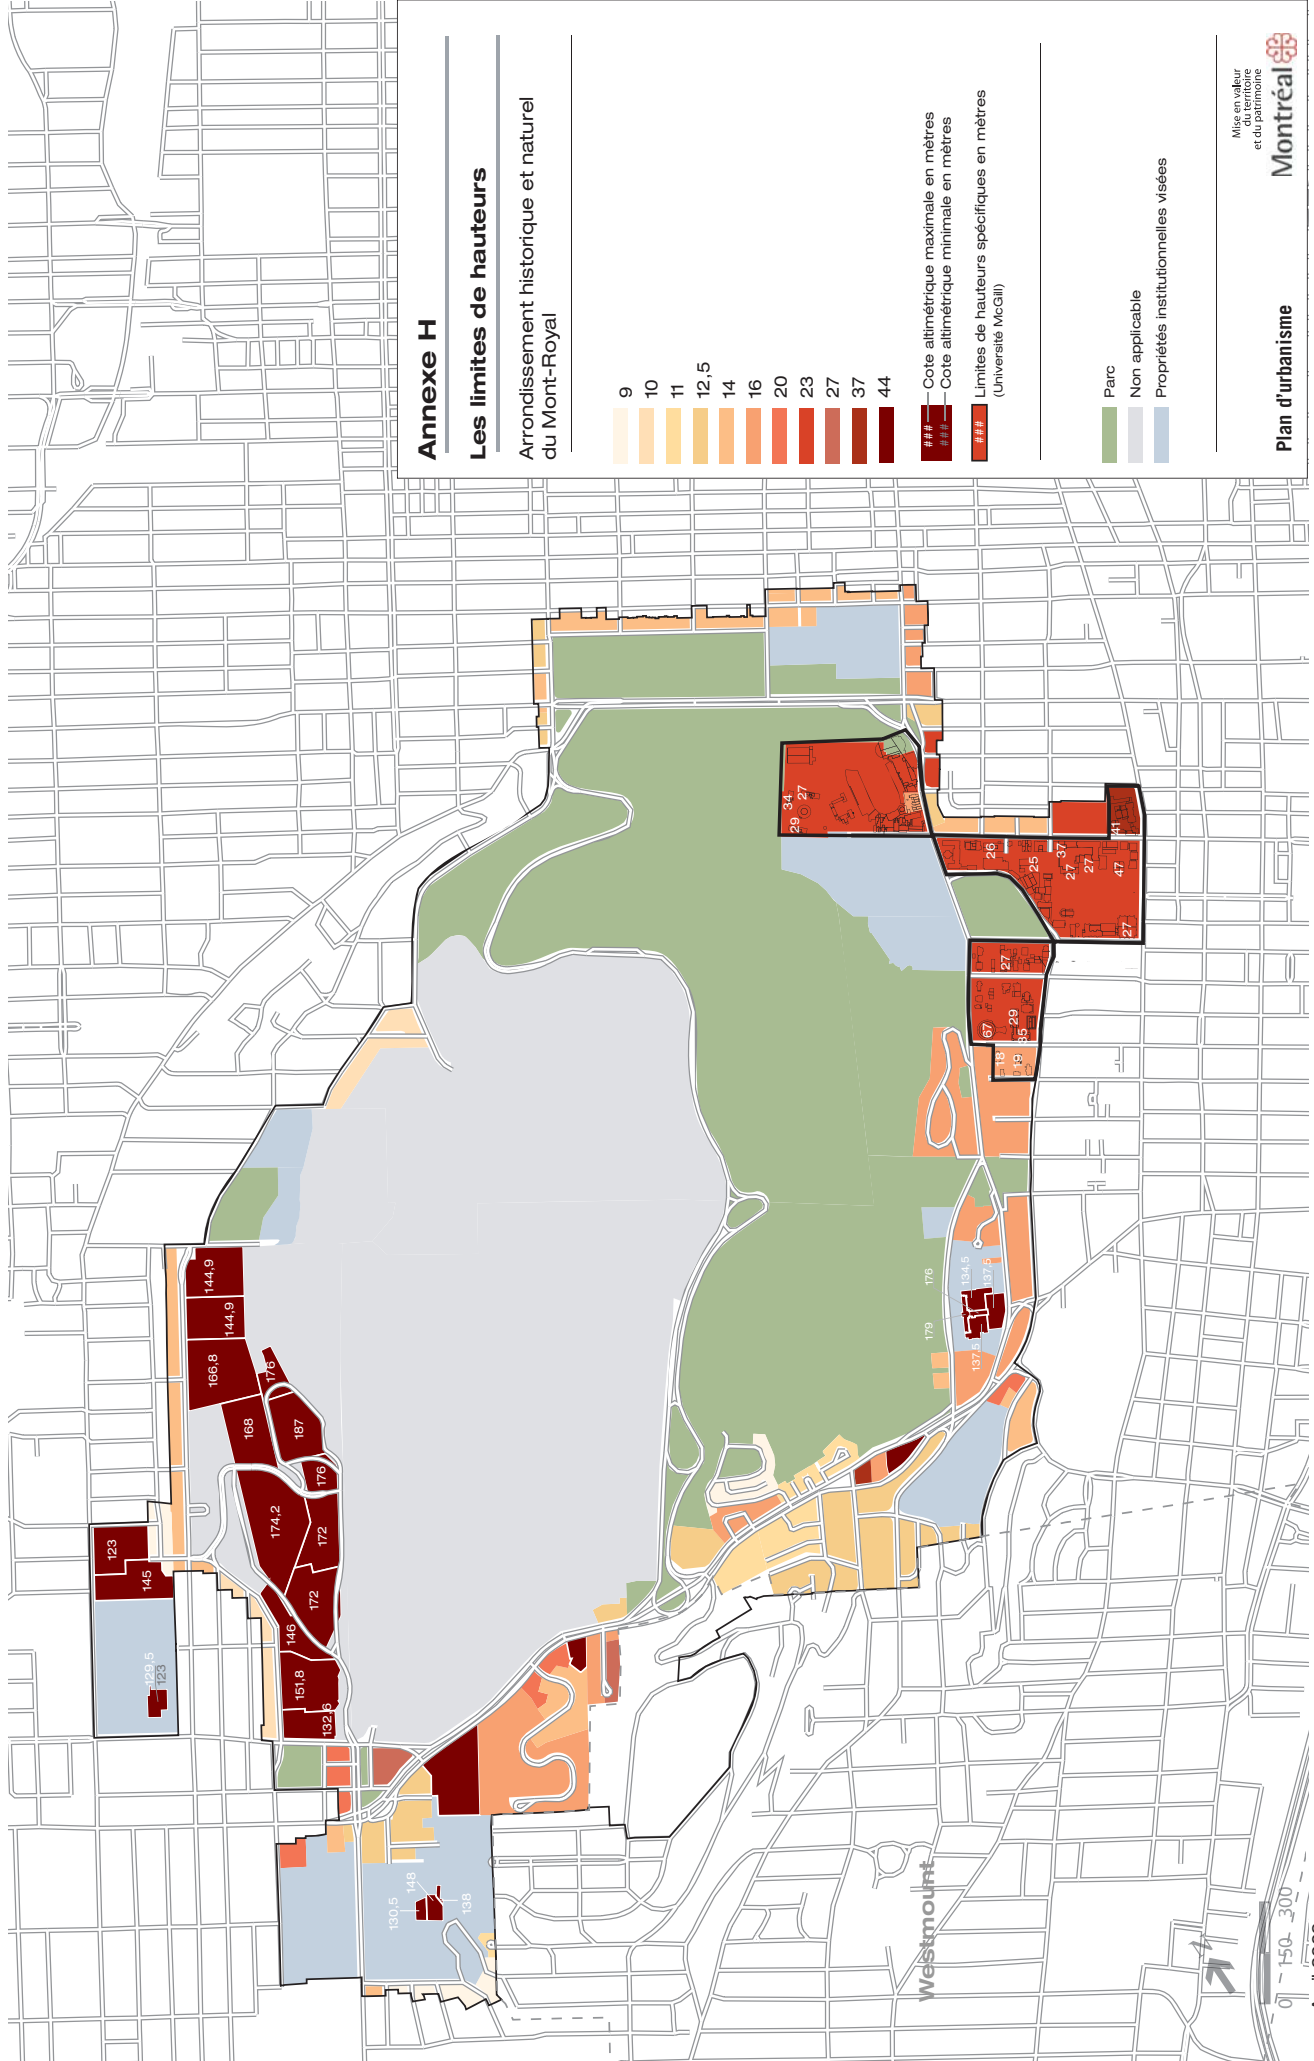 Annexe H
Les limites de hauteurs
Arrondissement historique et naturel
du Mont-Royal
9
10
11
12,5
14
16
20
23
27
37
44
### Cote altimétrique maximale en mètres
### Cote altimétrique minimale en mètres
### Limites de hauteurs spécifiques en mètres
(Université McGill)
Parc
Non applicable
Propriétés institutionnelles visées
Plan d'urbanisme
Mise en valeur
du territoire
et du patrimoine
Montréal
130,5
148
138
129,5
123
145
123
132,6
151,8
146
172
172
174,2
176
168
187
176
166,8
144,9
144,9
179
176
137,5
134,5
137,5
18
19
67
29
35
27
29
34
27
26
25
37
27
27
47
27
41
Westmount
N
0 150 300